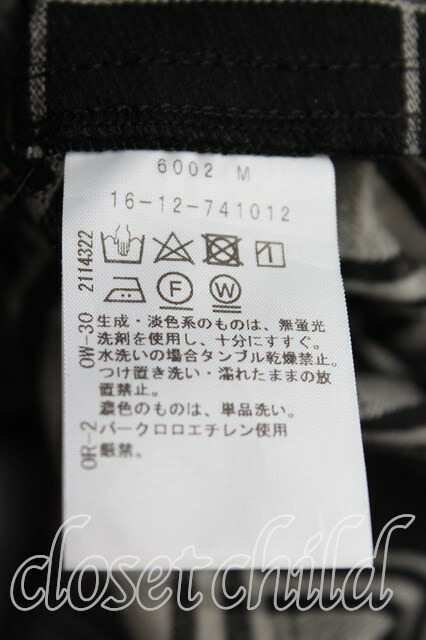 6002 M
16-12-741012
2114322
F
W
OW-30
生成・淡色系のものは、無蛍光
洗剤を使用し、十分にすすぐ。
水洗いの場合タンブル乾燥禁止。
つけ置き洗い・濡れたままの放
置禁止。
濃色のものは、単品洗い。
OR-2
パークロロエチレン使用
厳禁。
closet child